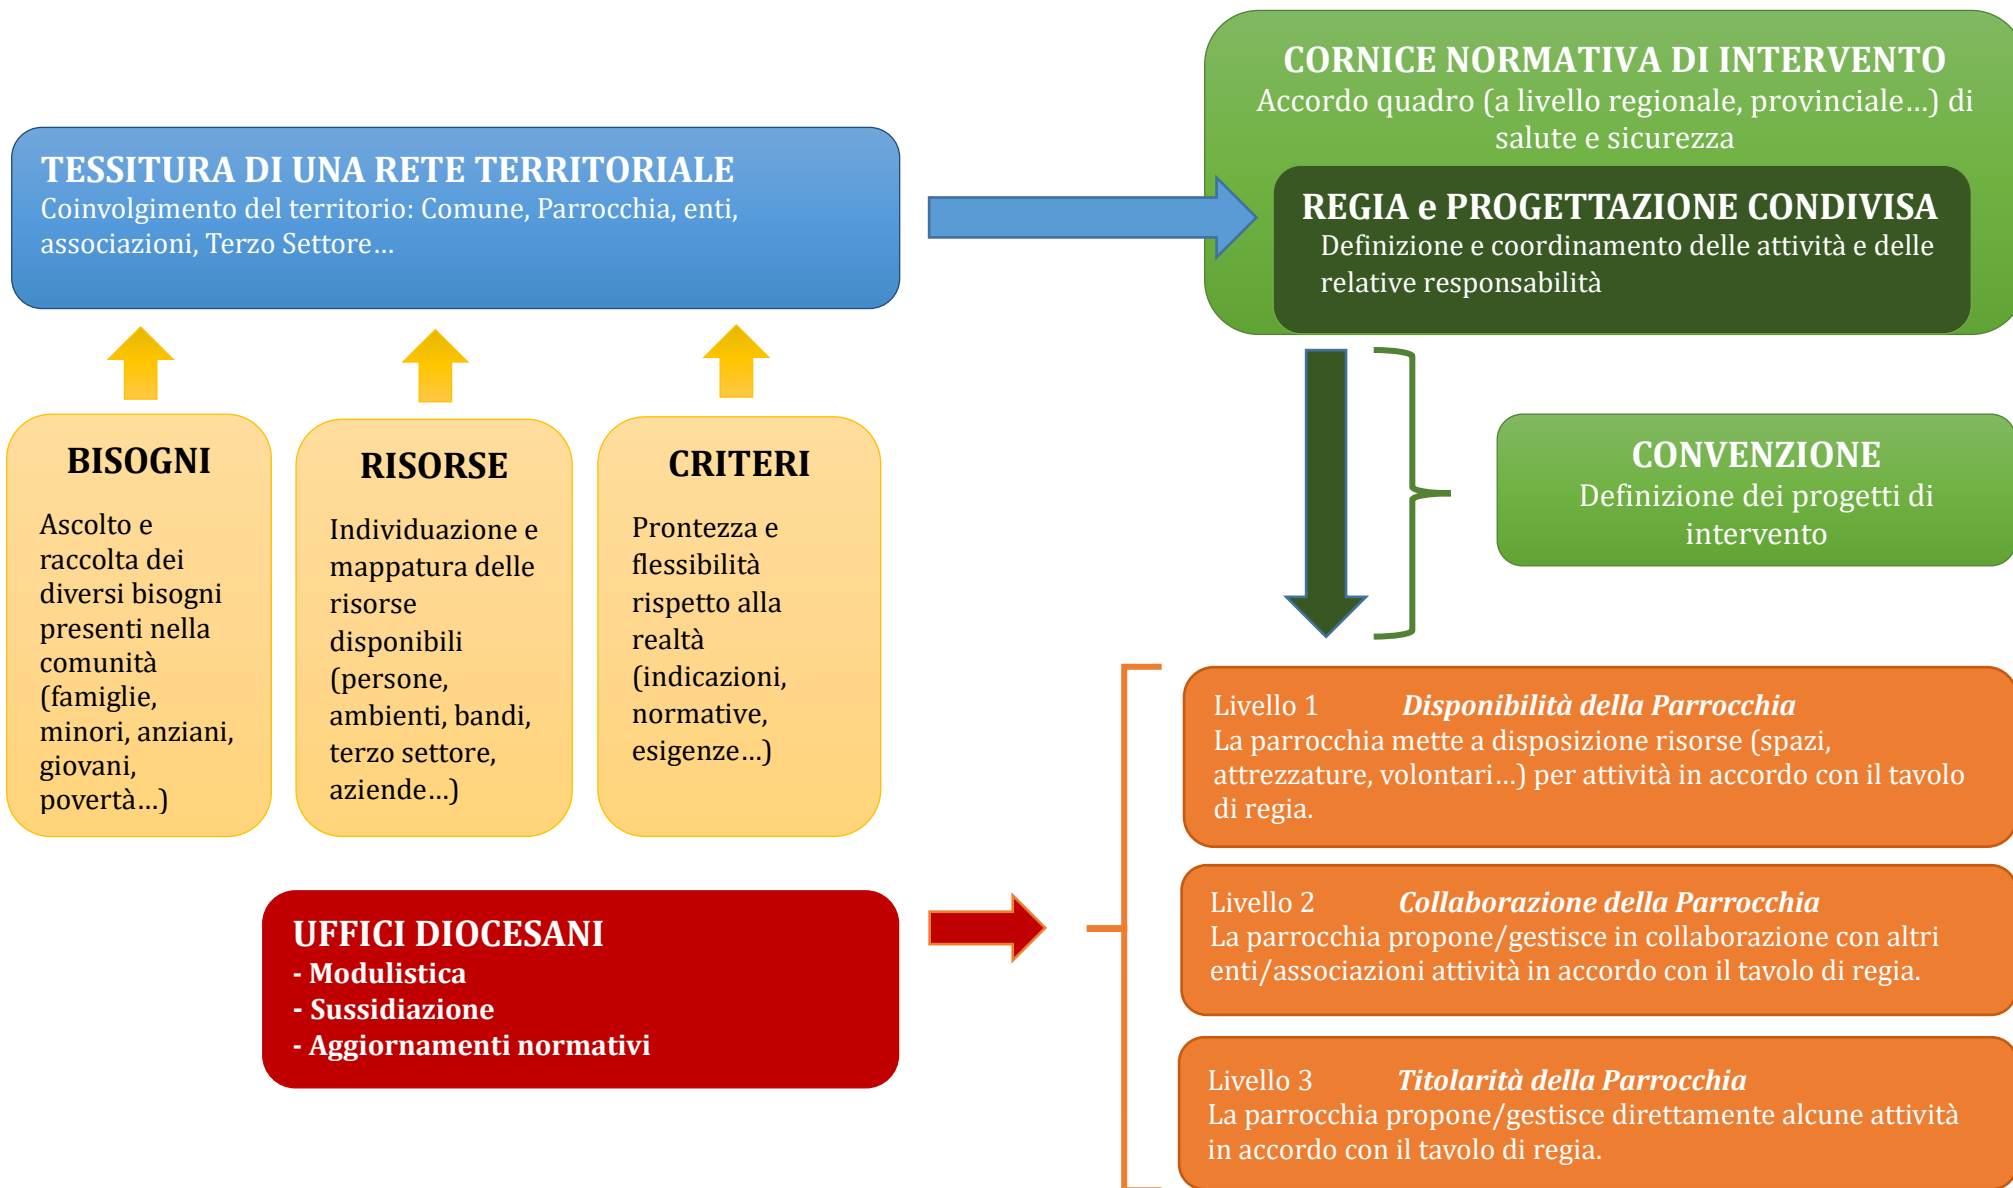 TESSITURA DI UNA RETE TERRITORIALE
Coinvolgimento del territorio: Comune, Parrocchia, enti,
associazioni, Terzo Settore…
CORNICE NORMATIVA DI INTERVENTO
Accordo quadro (a livello regionale, provinciale…) di
salute e sicurezza
REGIA e PROGETTAZIONE CONDIVISA
Definizione e coordinamento delle attività e delle
relative responsabilità
BISOGNI
Ascolto e
raccolta dei
diversi bisogni
presenti nella
comunità
(famiglie,
minori, anziani,
giovani,
povertà…)
RISORSE
Individuazione e
mappatura delle
risorse
disponibili
(persone,
ambienti, bandi,
terzo settore,
aziende…)
CRITERI
Prontezza e
flessibilità
rispetto alla
realtà
(indicazioni,
normative,
esigenze…)
CONVENZIONE
Definizione dei progetti di
intervento
UFFICI DIOCESANI
- Modulistica
- Sussidiazione
- Aggiornamenti normativi
Livello 1 Disponibilità della Parrocchia
La parrocchia mette a disposizione risorse (spazi,
attrezzature, volontari…) per attività in accordo con il tavolo
di regia.
Livello 2 Collaborazione della Parrocchia
La parrocchia propone/gestisce in collaborazione con altri
enti/associazioni attività in accordo con il tavolo di regia.
Livello 3 Titolarità della Parrocchia
La parrocchia propone/gestisce direttamente alcune attività
in accordo con il tavolo di regia.